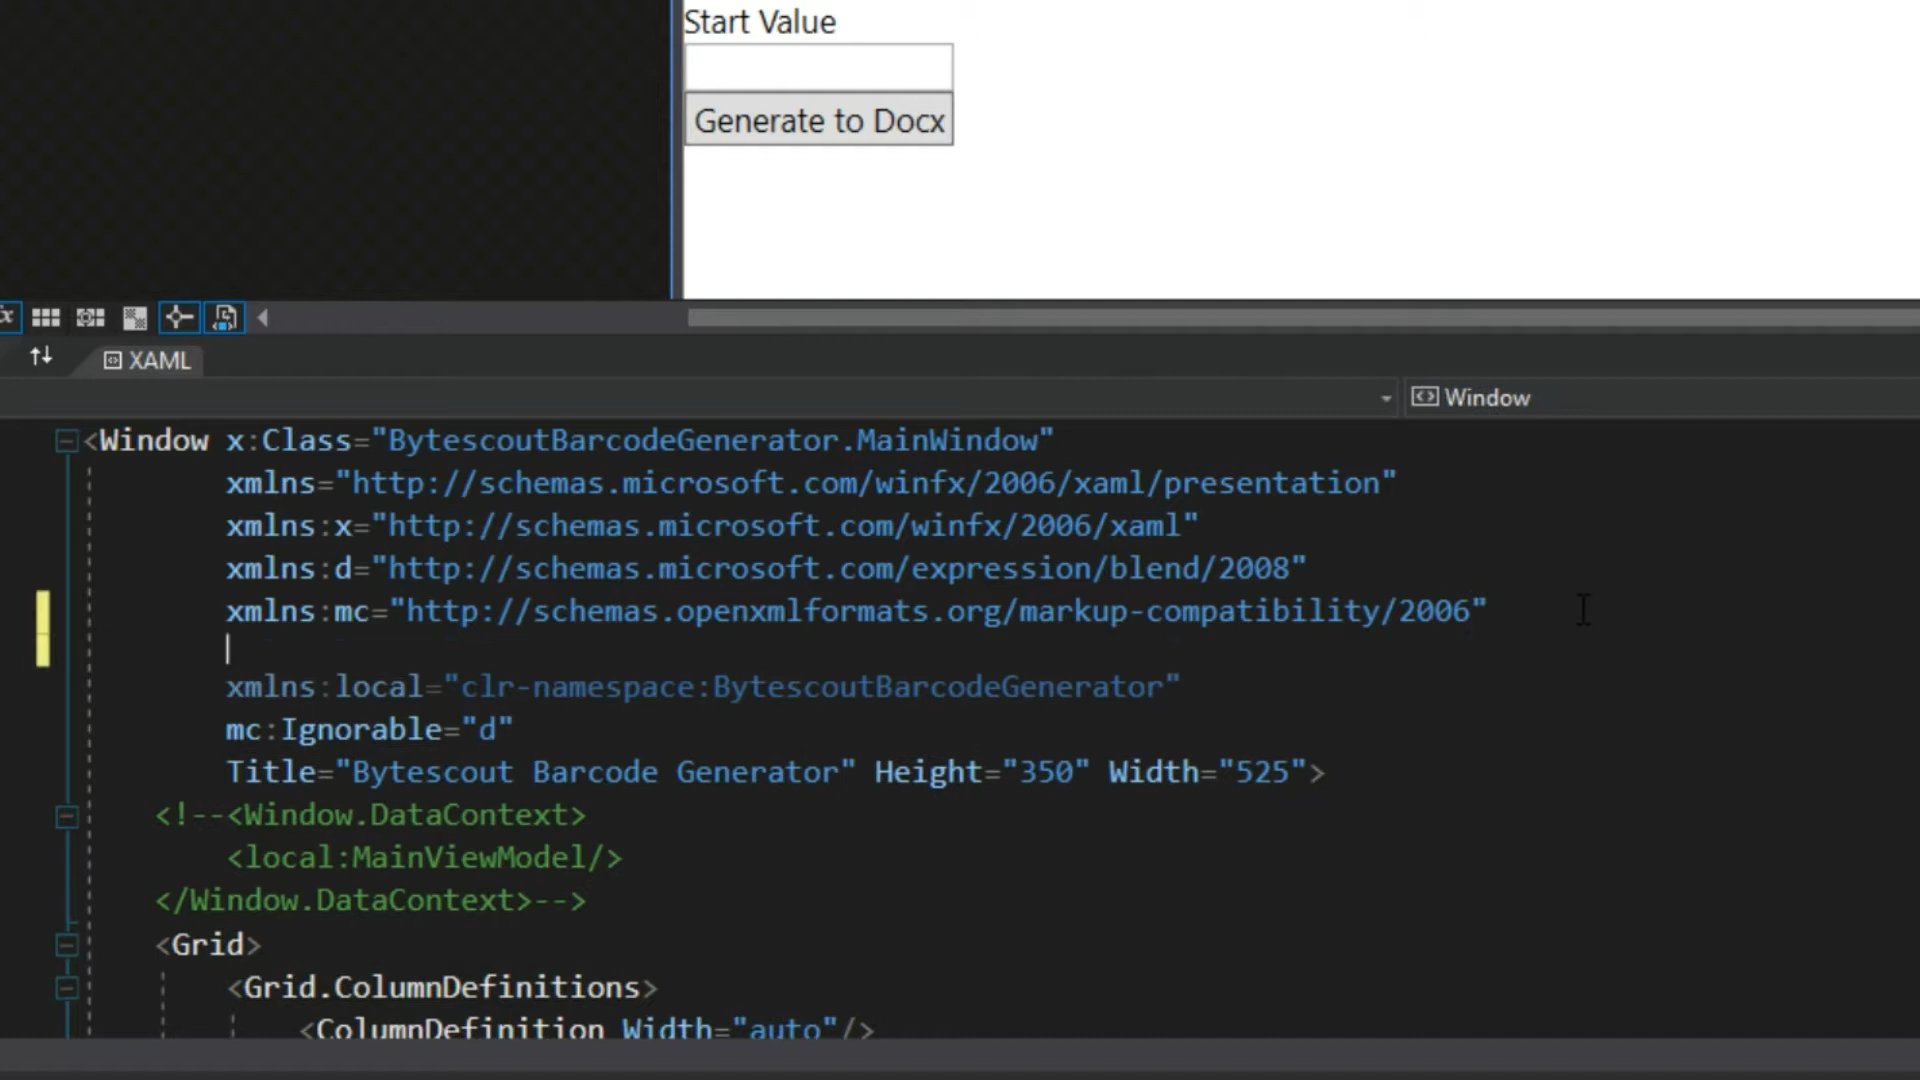 Start Value
Generate to Docx
XAML
Window
<Window x:Class="BytescoutBarcodeGenerator.MainWindow"
xmlns="http://schemas.microsoft.com/winfx/2006/xaml/presentation"
xmlns:x="http://schemas.microsoft.com/winfx/2006/xaml"
xmlns:d="http://schemas.microsoft.com/expression/blend/2008"
xmlns:mc="http://schemas.openxmlformats.org/markup-compatibility/2006"
xmlns:local="clr-namespace:BytescoutBarcodeGenerator"
mc:Ignorable="d"
Title="Bytescout Barcode Generator" Height="350" Width="525">
<!--<Window.DataContext>
<local:MainViewModel/>
</Window.DataContext>-->
<Grid>
<Grid.ColumnDefinitions>
<ColumnDefinition Width="auto"/>